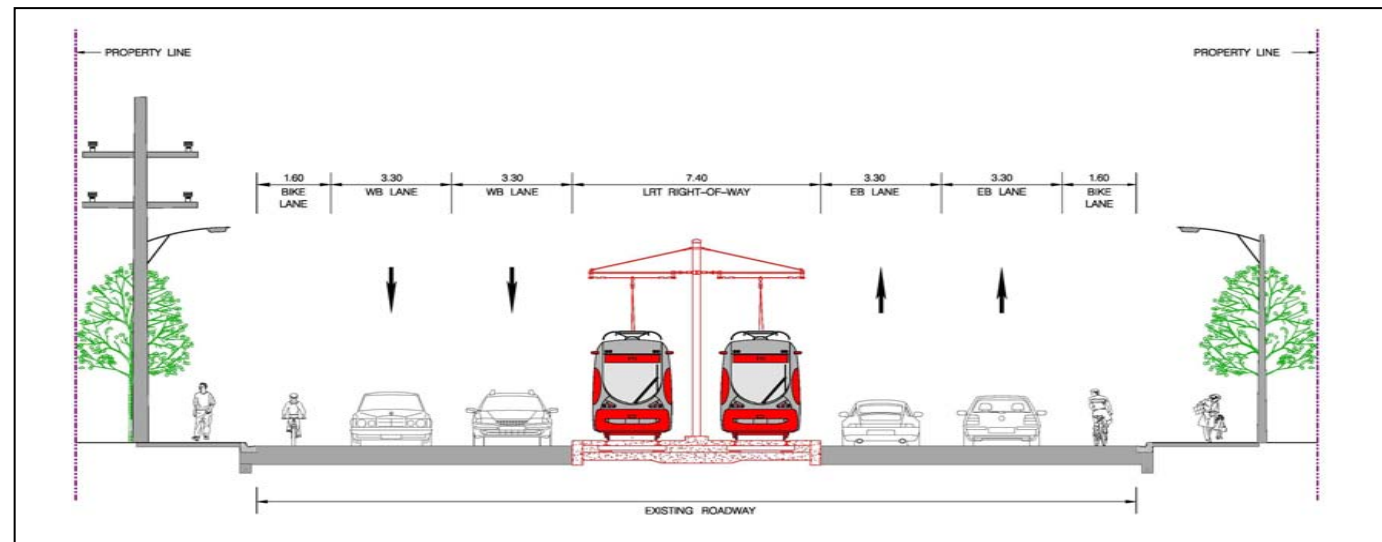 PROPERTY LINE
PROPERTY LINE
1.60
3.30
3.30
7.40
3.30
3.30
1.60
BIKE
LANE
WB LANE
WB LANE
LRT RIGHT-OF-WAY
EB LANE
EB LANE
BIKE
LANE
EXISTING ROADWAY